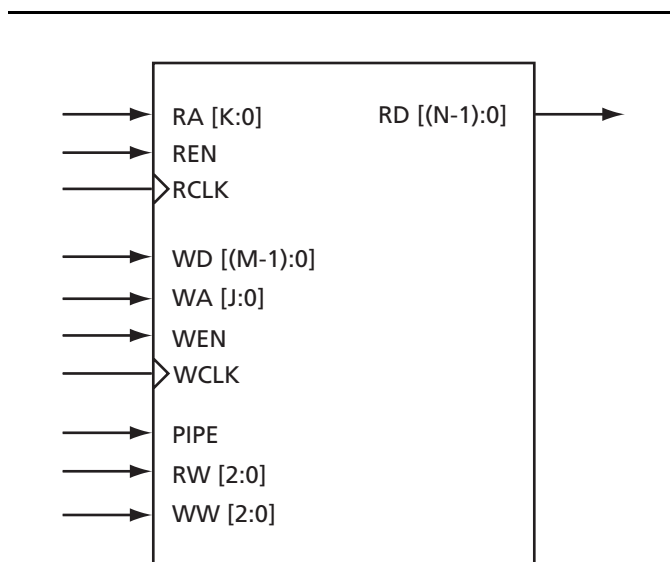 RA [K:0] RD [(N-1):0]
REN
RCLK
WD [(M-1):0]
WA [J:0]
WEN
WCLK
PIPE
RW [2:0]
WW [2:0]